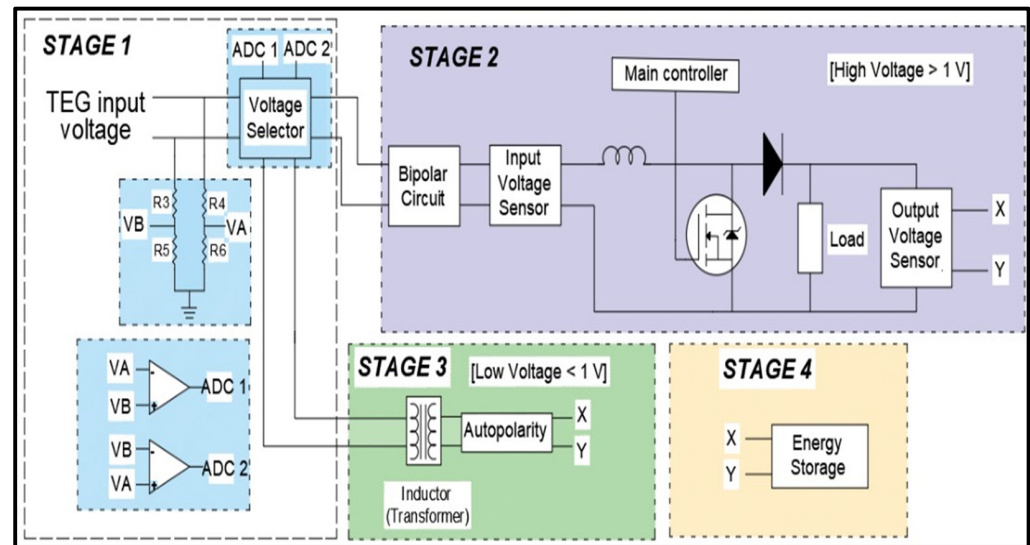 STAGE 1
ADC 1
ADC 2
TEG input
voltage
Voltage
Selector
R3
R4
VB
VA
R5
R6
VA
VB
ADC 1
VB
VA
ADC 2
STAGE 2
Main controller
[High Voltage > 1 V]
Bipolar
Circuit
Input
Voltage
Sensor
Load
Output
Voltage
Sensor
X
Y
STAGE 3
[Low Voltage < 1 V]
Autopolarity
X
Y
Inductor
(Transformer)
STAGE 4
X
Y
Energy
Storage